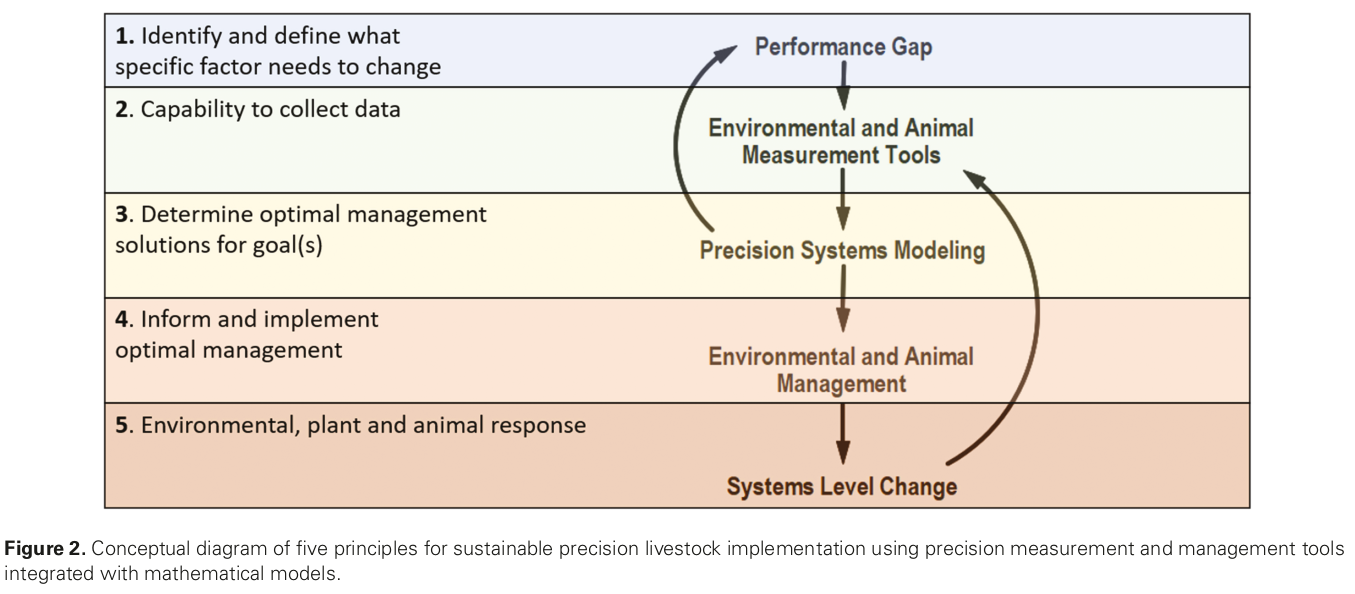 1. Identify and define what
specific factor needs to change
Performance Gap
2. Capability to collect data
Environmental and Animal
Measurement Tools
3. Determine optimal management
solutions for goal(s)
Precision Systems Modeling
4. Inform and implement
optimal management
Environmental and Animal
Management
5. Environmental, plant and animal response
Systems Level Change
Figure 2. Conceptual diagram of five principles for sustainable precision livestock implementation using precision measurement and management tools
integrated with mathematical models.